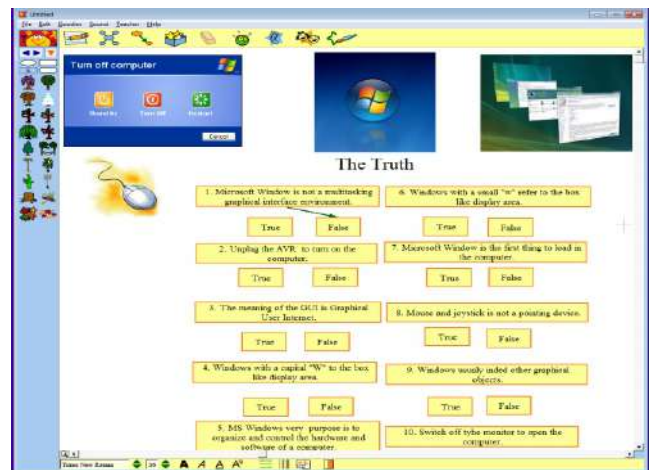 Untitled
File Edit Sound Teacher Help
Turn off computer
Stand By Turn Off Restart
Cancel
The Truth
1. Microsoft Window is not a multitasking
graphical interface environment.
True False
2. Unplug the AVR to turn on the
computer.
True False
3. The meaning of the GUI is Graphical
User Internet.
True False
4. Windows with a capital "W" to the box
like display area.
True False
5. MS Windows very purpose is to
organize and control the hardware and
software of a computer.
6. Windows with a small "w" refer to the box
like display area.
True False
7. Microsoft Window is the first thing to load in
the computer.
True False
8. Mouse and joystick is not a pointing device.
True False
9. Windows usually inded other graphical
objects.
True False
10. Switch off tybe monitor to open the
computer.
Times New Roman 20 A A A A